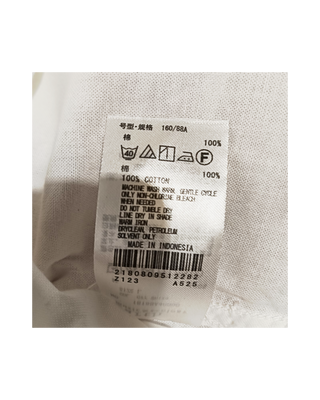 号型·规格 160/88A
棉 100%
40 F
棉 100%
100% COTTON
MACHINE WASH WARM, GENTLE CYCLE
ONLY NON-CHLORINE BLEACH
WHEN NEEDED
DO NOT TUMBLE DRY
LINE DRY IN SHADE
WARM IRON
DRYCLEAN, PETROLEUM
SOLVENT ONLY
MADE IN INDONESIA
2180809S12282
Z123 A525